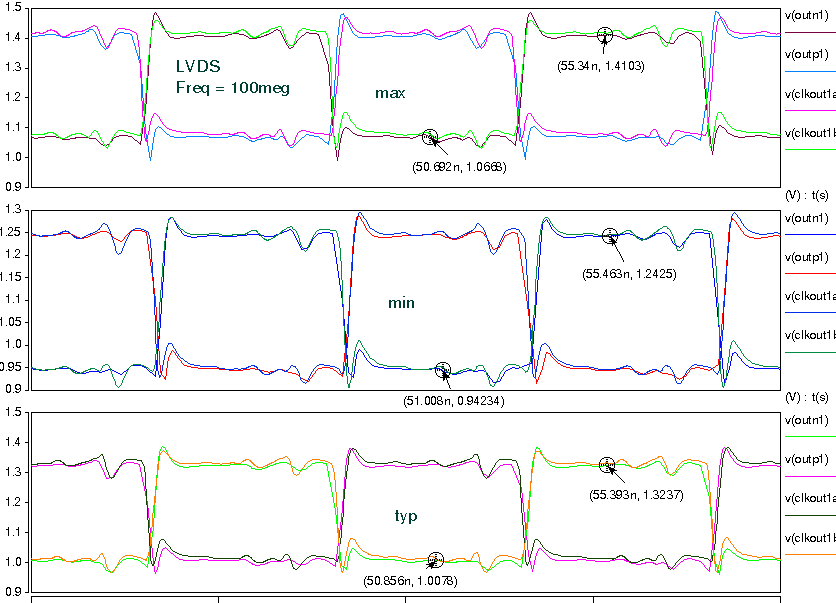 1.5
v(outn1)
1.4
v(outp1)
LVDS
1.3
(55.34n, 1.4103)
Freq = 100meg
max
v(clkout1a
1.2
1.1
v(clkout1b
1.0
(50.692n, 1.0668)
0.9
(V) : t(s)
1.3
v(outn1)
1.25
1.2
v(outp1)
(55.463n, 1.2425)
1.15
1.1
min
v(clkout1a
1.05
1.0
v(clkout1b
0.95
0.9
(51.008n, 0.94234)
(V) : t(s)
1.5
v(outn1)
1.4
v(outp1)
1.3
(55.393n, 1.3237)
v(clkout1a
1.2
typ
1.1
v(clkout1b
1.0
(50.856n, 1.0078)
0.9